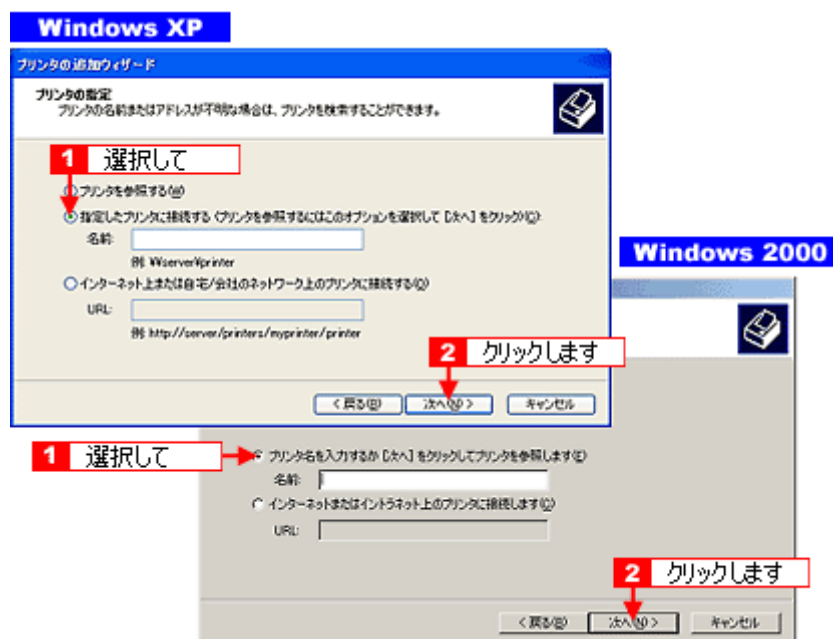 Windows XP
プリンタの追加ウィザード
プリンタの指定
プリンタの名前またはアドレスが不明な場合は、プリンタを検索することができます。
1 選択して
プリンタを参照する(W)
指定したプリンタに接続する (プリンタを参照するにはこのオプションを選択して [次へ] をクリック)(C):
名前:
例: ¥¥server¥printer
インターネット上または自宅/会社のネットワーク上のプリンタに接続する(O):
URL:
例: http://server/printers/myprinter/printer
2 クリックします
< 戻る(B)
次へ(N) >
キャンセル
Windows 2000
1 選択して
プリンタ名を入力するか [次へ] をクリックしてプリンタを参照します(E)
名前:
インターネットまたはイントラネット上のプリンタに接続します(C)
URL:
2 クリックします
< 戻る(B)
次へ(N) >
キャンセル